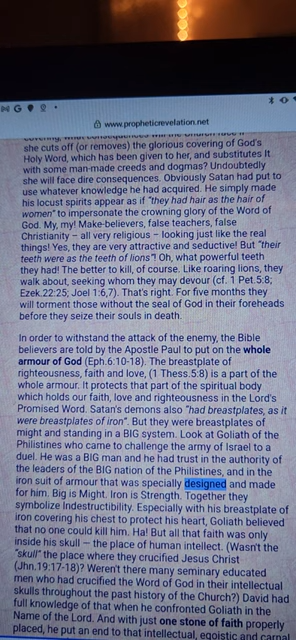 www.propheticrevelation.net
she cuts off (or removes) the glorious covering of God's
Holy Word, which has been given to her, and substitutes It
with some man-made creeds and dogmas? Undoubtedly
she will face dire consequences. Obviously Satan had put to
use whatever knowledge he had acquired. He simply made
his locust spirits appear as if "they had hair as the hair of
women" to impersonate the crowning glory of the Word of
God. My, my! Make-believers, false teachers, false
Christianity – all very religious – looking just like the real
things! Yes, they are very attractive and seductive! But "their
teeth were as the teeth of lions"! Oh, what powerful teeth
they had! The better to kill, of course. Like roaring lions, they
walk about, seeking whom they may devour (cf. 1 Pet.5:8;
Ezek.22:25; Joel 1:6,7). That's right. For five months they
will torment those without the seal of God in their foreheads
before they seize their souls in death.
In order to withstand the attack of the enemy, the Bible
believers are told by the Apostle Paul to put on the whole
armour of God (Eph.6:10-18). The breastplate of
righteousness, faith and love, (1 Thess.5:8) is a part of the
whole armour. It protects that part of the spiritual body
which holds our faith, love and righteousness in the Lord's
Promised Word. Satan's demons also "had breastplates, as it
were breastplates of iron". But they were breastplates of
might and standing in a BIG system. Look at Goliath of the
Philistines who came to challenge the army of Israel to a
duel. He was a BIG man and he had trust in the authority of
the leaders of the BIG nation of the Philistines, and in the
iron suit of armour that was specially designed and made
for him. Big is Might. Iron is Strength. Together they
symbolize Indestructibility. Especially with his breastplate of
iron covering his chest to protect his heart, Goliath believed
that no one could kill him. Ha! But all that faith was only
inside his skull — the place of human intellect. (Wasn't the
"skull" the place where they crucified Jesus Christ
(Jhn.19:17-18)? Weren't there many seminary educated
men who had crucified the Word of God in their intellectual
skulls throughout the past history of the Church?) David had
full knowledge of that when he confronted Goliath in the
Name of the Lord. And with just one stone of faith properly
placed, he put an end to that intellectual, egoistic and carnal